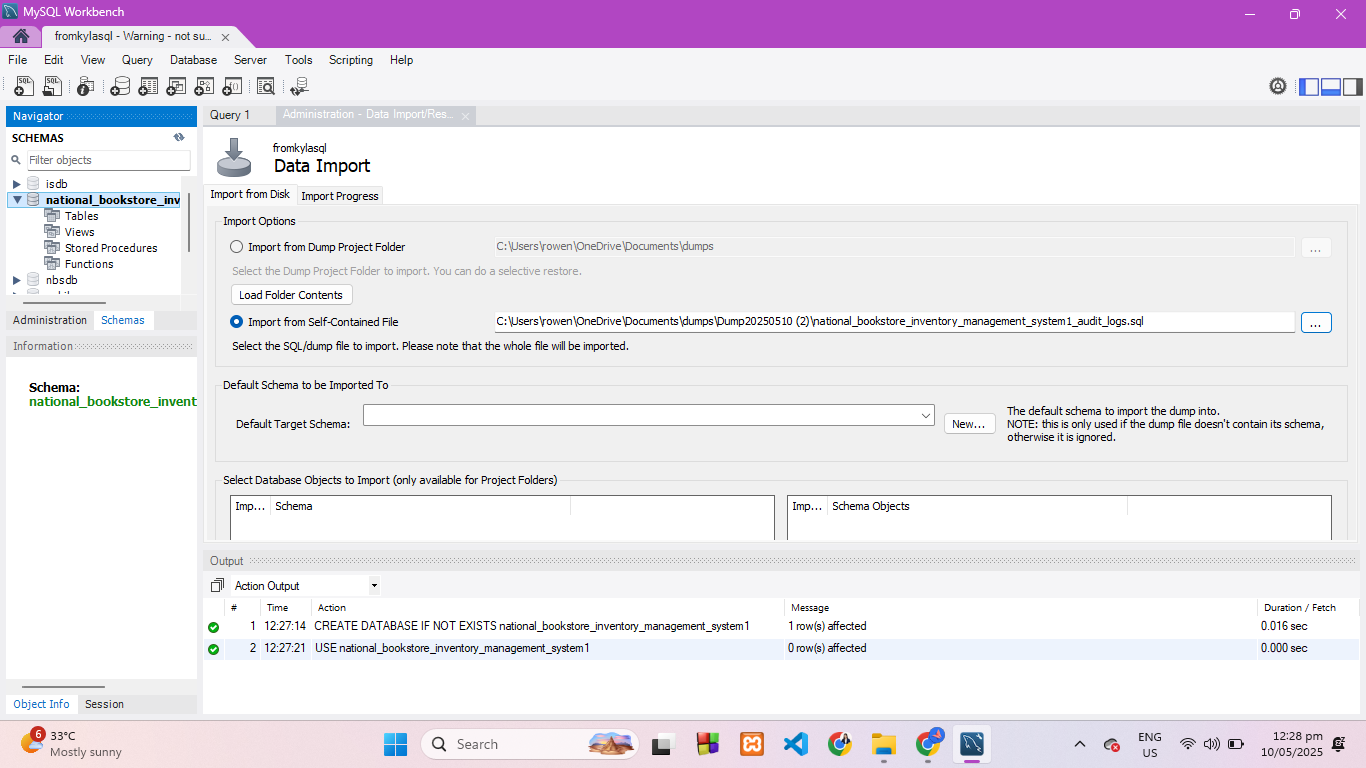 MySQL Workbench
fromkylasql - Warning - not su...
File Edit View Query Database Server Tools Scripting Help
SQL SQL
Navigator
SCHEMAS
Filter objects
isdb
national_bookstore_inv
Tables
Views
Stored Procedures
Functions
nbsdb
Administration Schemas
Information
Schema:
national_bookstore_invent
Object Info Session
Query 1 Administration - Data Import/Res...
fromkylasql
Data Import
Import from Disk Import Progress
Import Options
Import from Dump Project Folder C:\Users\rowen\OneDrive\Documents\dumps ...
Select the Dump Project Folder to import. You can do a selective restore.
Load Folder Contents
Import from Self-Contained File C:\Users\rowen\OneDrive\Documents\dumps\Dump20250510 (2)\national_bookstore_inventory_management_system1_audit_logs.sql ...
Select the SQL/dump file to import. Please note that the whole file will be imported.
Default Schema to be Imported To
Default Target Schema: New...
The default schema to import the dump into.
NOTE: this is only used if the dump file doesn't contain its schema,
otherwise it is ignored.
Select Database Objects to Import (only available for Project Folders)
Imp... Schema Imp... Schema Objects
Output
Action Output
# Time Action Message Duration / Fetch
1 12:27:14 CREATE DATABASE IF NOT EXISTS national_bookstore_inventory_management_system1 1 row(s) affected 0.016 sec
2 12:27:21 USE national_bookstore_inventory_management_system1 0 row(s) affected 0.000 sec
6 33°C
Mostly sunny
Search
ENG
US
12:28 pm
10/05/2025